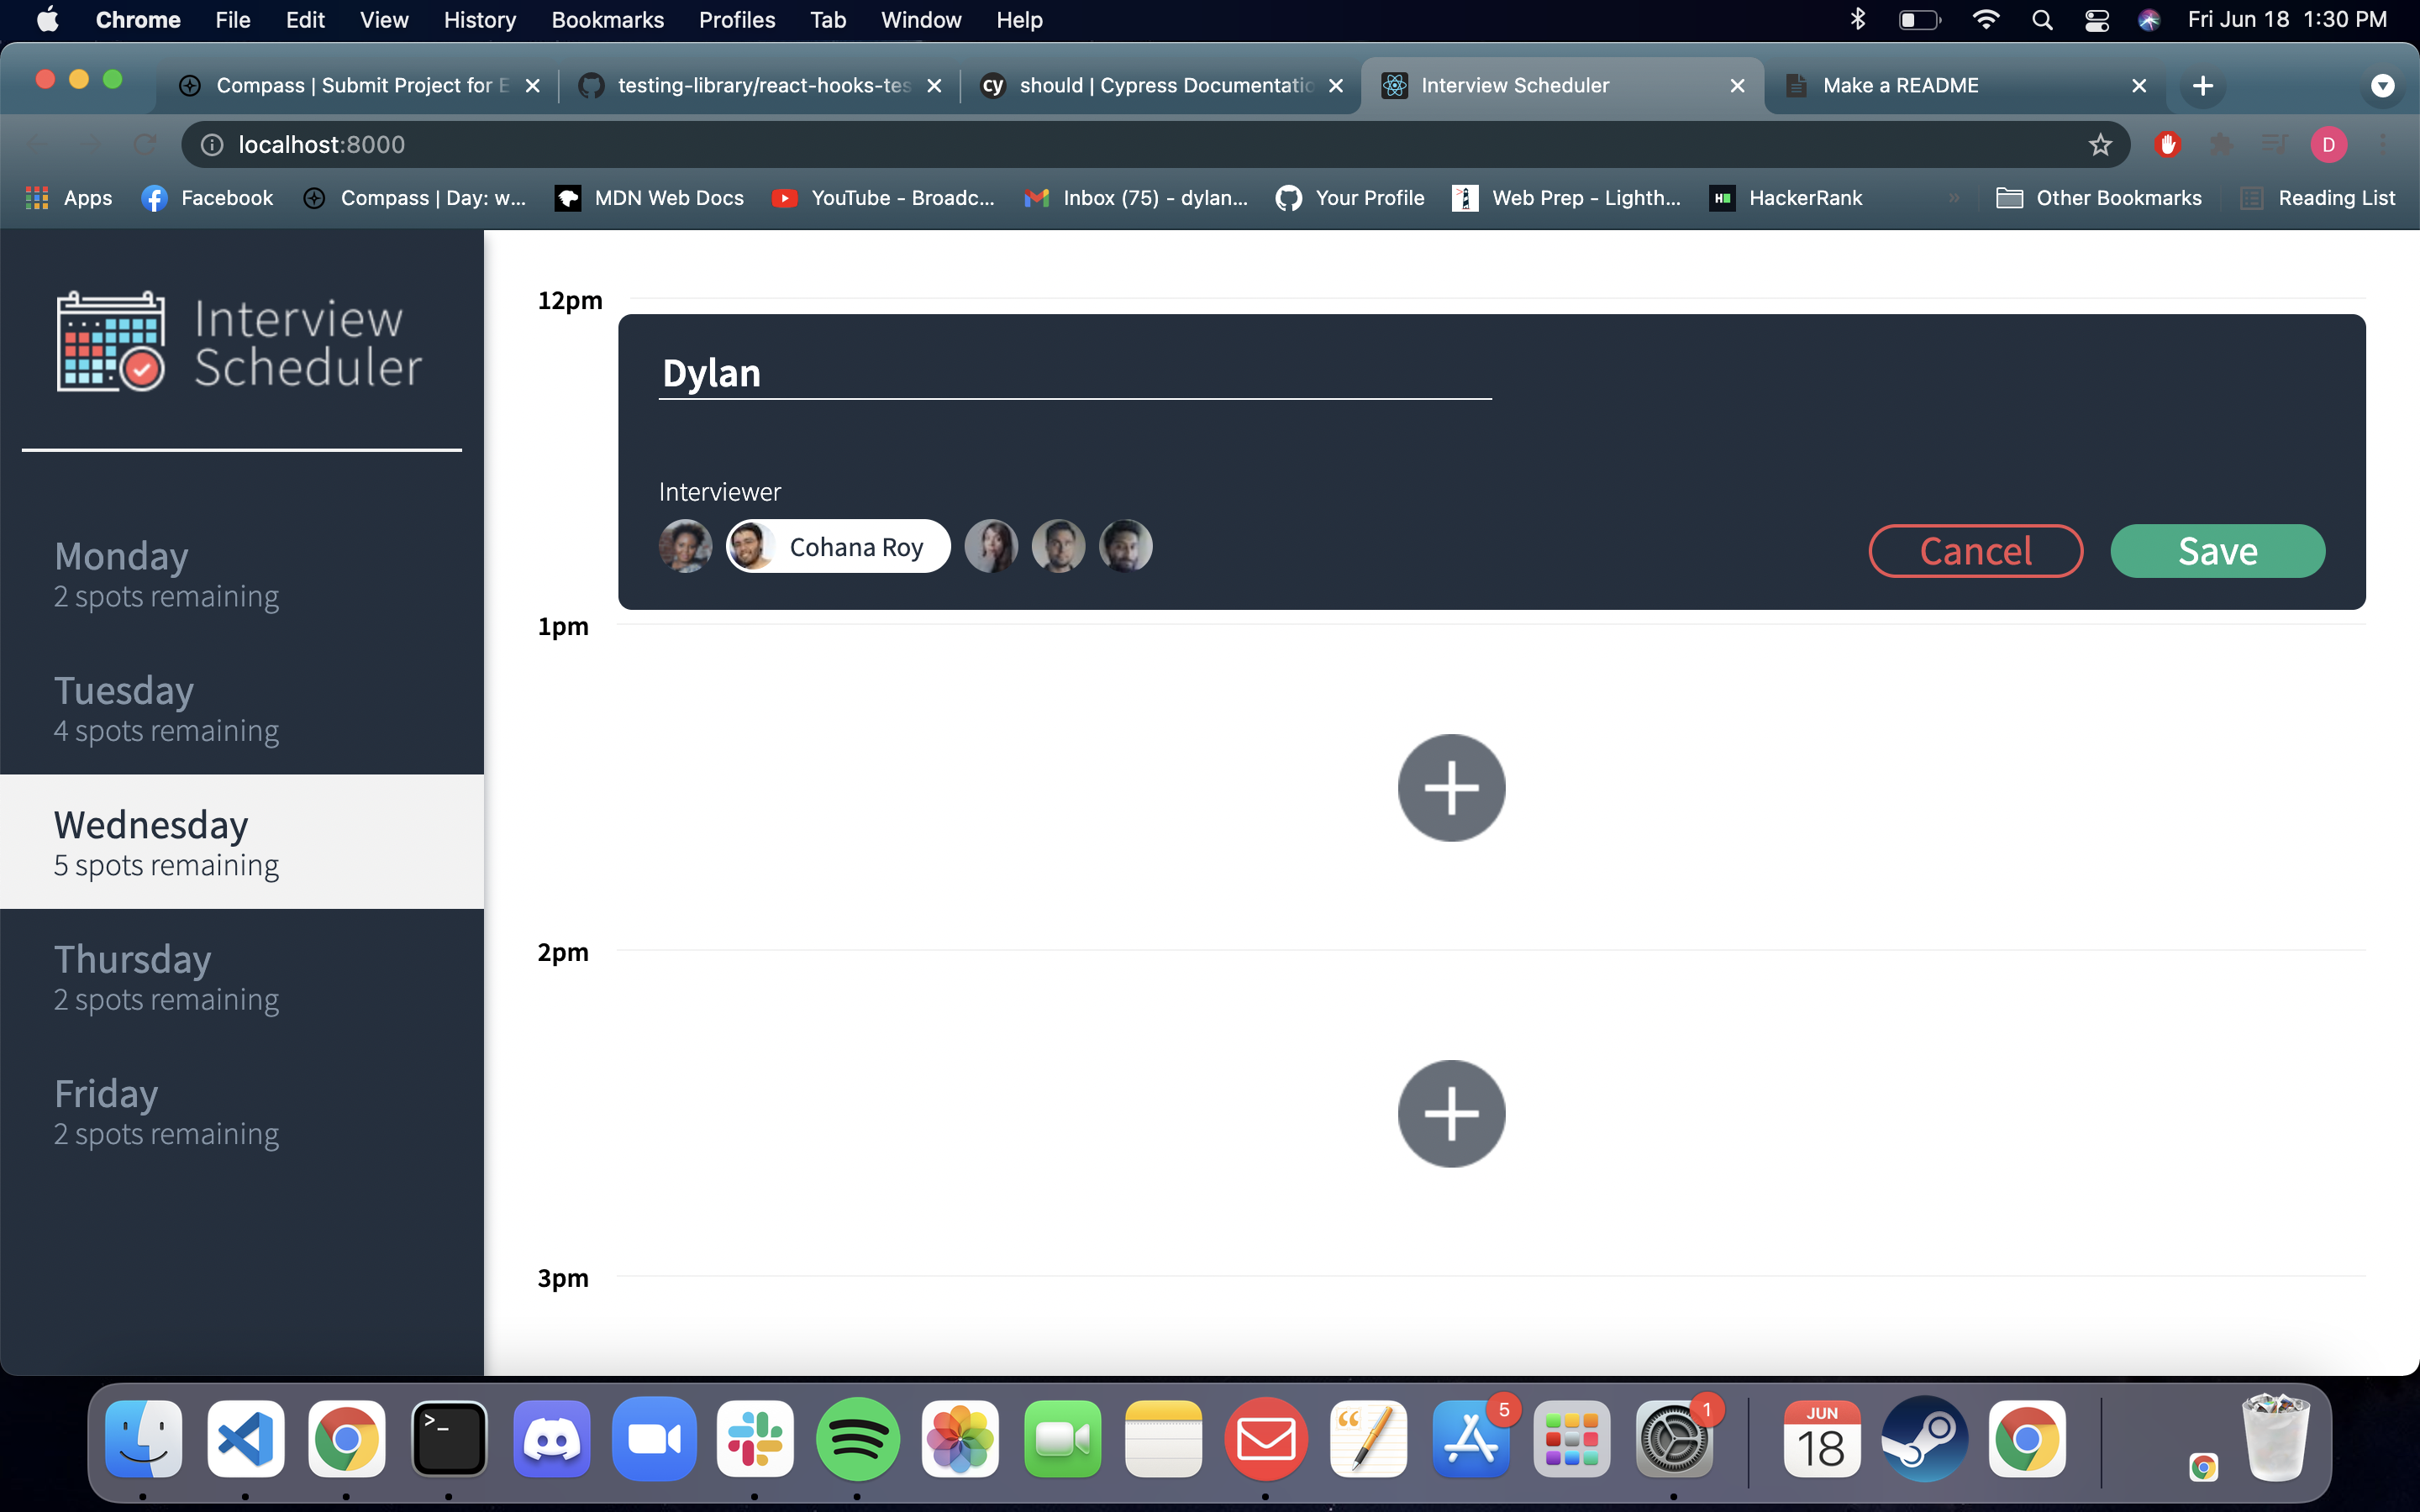 Chrome File Edit View History Bookmarks Profiles Tab Window Help Fri Jun 18 1:30 PM
Compass | Submit Project for E testing-library/react-hooks-tes cy should | Cypress Documentatio Interview Scheduler Make a README
localhost:8000 D
Apps Facebook Compass | Day: w... MDN Web Docs YouTube - Broadc... Inbox (75) - dylan... Your Profile Web Prep - Lighth... HackerRank » Other Bookmarks Reading List
Interview
Scheduler
Monday
2 spots remaining
Tuesday
4 spots remaining
Wednesday
5 spots remaining
Thursday
2 spots remaining
Friday
2 spots remaining
12pm
Dylan
Interviewer
Cohana Roy
Cancel Save
1pm
2pm
3pm
5 1
JUN
18